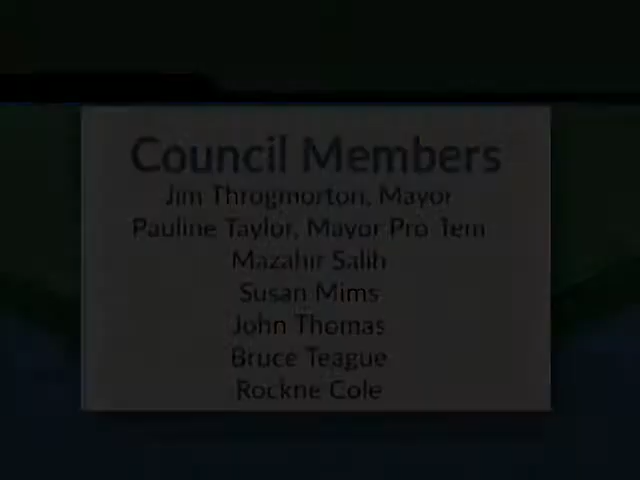 Council Members
Jim Throgmorton, Mayor
Pauline Taylor, Mayor Pro Tem
Mazahir Salih
Susan Mims
John Thomas
Bruce Teague
Rockne Cole